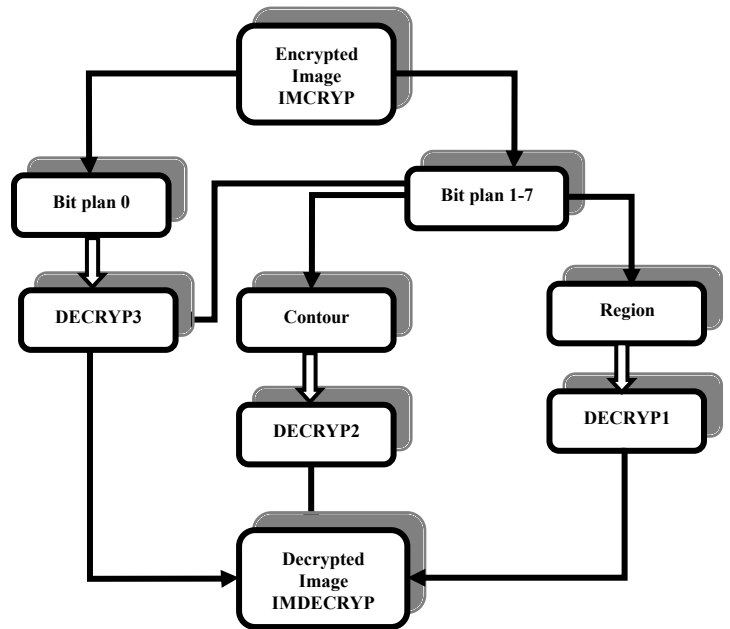 Encrypted
Image
IMCRYP
Bit plan 0
Bit plan 1-7
DECRYP3
Contour
Region
DECRYP2
DECRYP1
Decrypted
Image
IMDECRYP